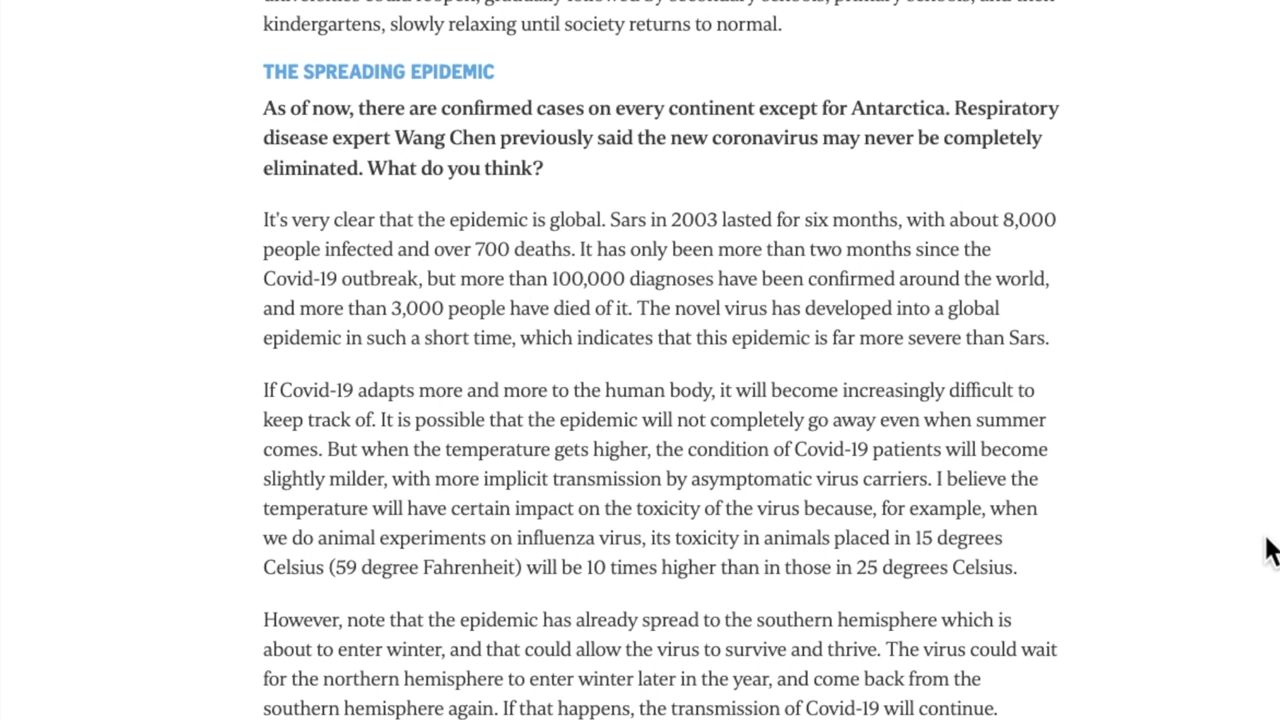 kindergartens, slowly relaxing until society returns to normal.
THE SPREADING EPIDEMIC
As of now, there are confirmed cases on every continent except for Antarctica. Respiratory
disease expert Wang Chen previously said the new coronavirus may never be completely
eliminated. What do you think?
It's very clear that the epidemic is global. Sars in 2003 lasted for six months, with about 8,000
people infected and over 700 deaths. It has only been more than two months since the
Covid-19 outbreak, but more than 100,000 diagnoses have been confirmed around the world,
and more than 3,000 people have died of it. The novel virus has developed into a global
epidemic in such a short time, which indicates that this epidemic is far more severe than Sars.
If Covid-19 adapts more and more to the human body, it will become increasingly difficult to
keep track of. It is possible that the epidemic will not completely go away even when summer
comes. But when the temperature gets higher, the condition of Covid-19 patients will become
slightly milder, with more implicit transmission by asymptomatic virus carriers. I believe the
temperature will have certain impact on the toxicity of the virus because, for example, when
we do animal experiments on influenza virus, its toxicity in animals placed in 15 degrees
Celsius (59 degree Fahrenheit) will be 10 times higher than in those in 25 degrees Celsius.
However, note that the epidemic has already spread to the southern hemisphere which is
about to enter winter, and that could allow the virus to survive and thrive. The virus could wait
for the northern hemisphere to enter winter later in the year, and come back from the
southern hemisphere again. If that happens, the transmission of Covid-19 will continue.